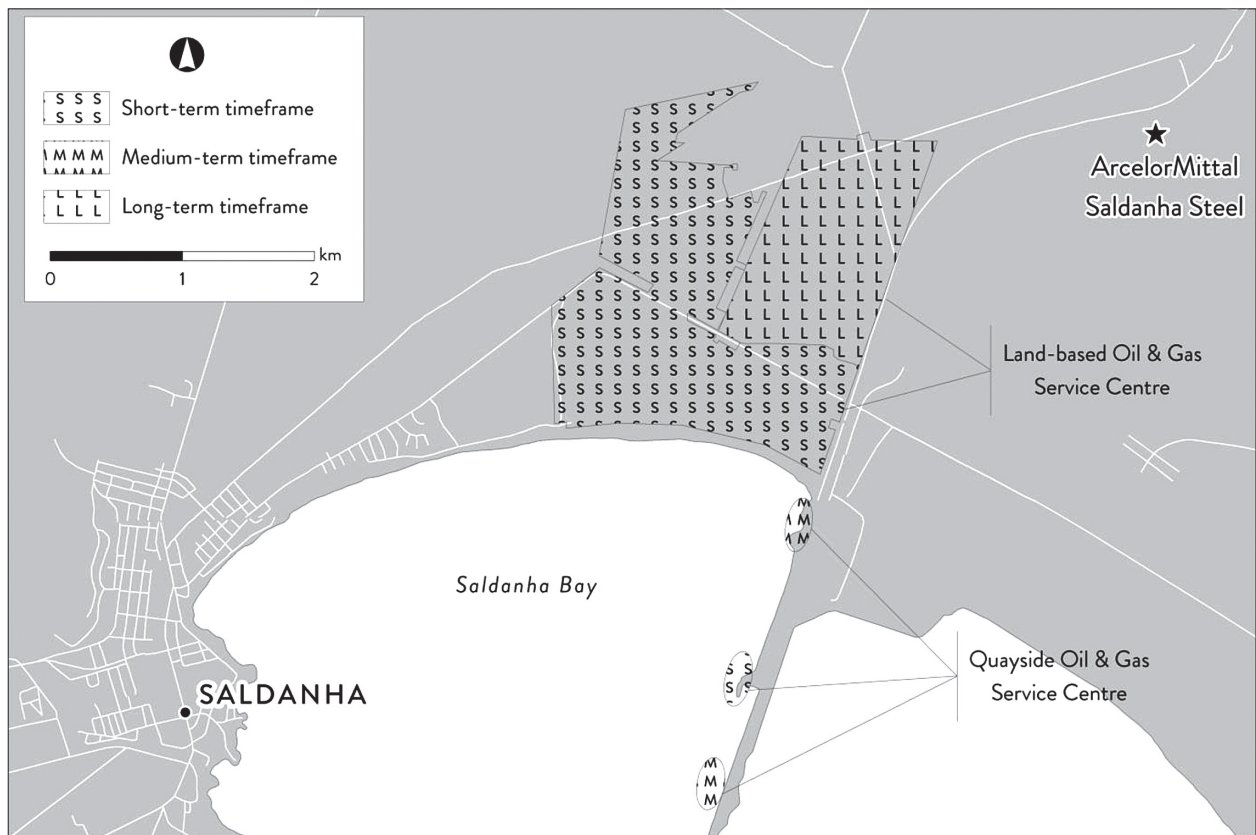 S S S
S S S
Short-term timeframe
M M M
M M M
Medium-term timeframe
L L L
L L L
Long-term timeframe
km
0 1 2
ArcelorMittal
Saldanha Steel
Land-based Oil & Gas
Service Centre
Saldanha Bay
Quayside Oil & Gas
Service Centre
SALDANHA